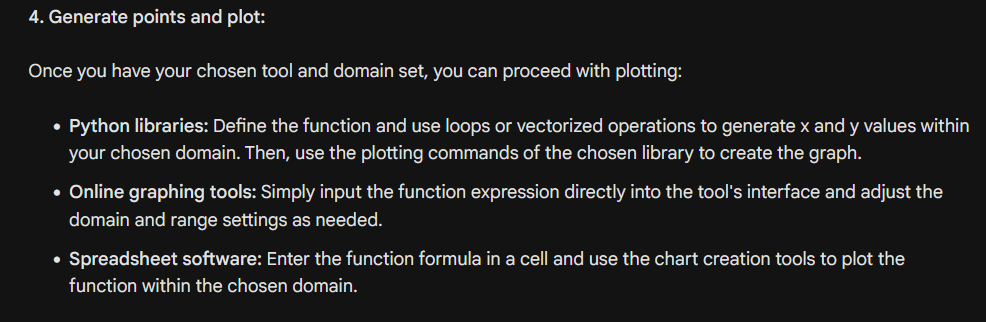 4. Generate points and plot:
Once you have your chosen tool and domain set, you can proceed with plotting:
• Python libraries: Define the function and use loops or vectorized operations to generate x and y values within
your chosen domain. Then, use the plotting commands of the chosen library to create the graph.
• Online graphing tools: Simply input the function expression directly into the tool's interface and adjust the
domain and range settings as needed.
• Spreadsheet software: Enter the function formula in a cell and use the chart creation tools to plot the
function within the chosen domain.